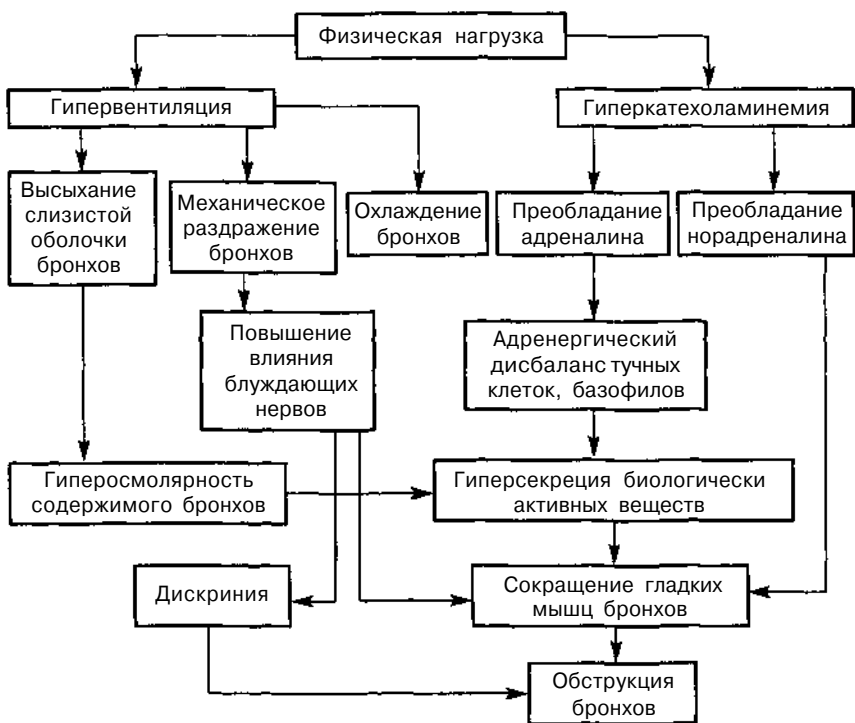 Физическая нагрузка
Гипервентиляция
Гиперкатехоламинемия
Высыхание
слизистой
оболочки
бронхов
Механическое
раздражение
бронхов
Охлаждение
бронхов
Преобладание
адреналина
Преобладание
норадреналина
Повышение
влияния
блуждающих
нервов
Адренергический
дисбаланс тучных
клеток, базофилов
Гиперосмолярность
содержимого бронхов
Гиперсекреция биологически
активных веществ
Дискриния
Сокращение гладких
мышц бронхов
Обструкция
бронхов